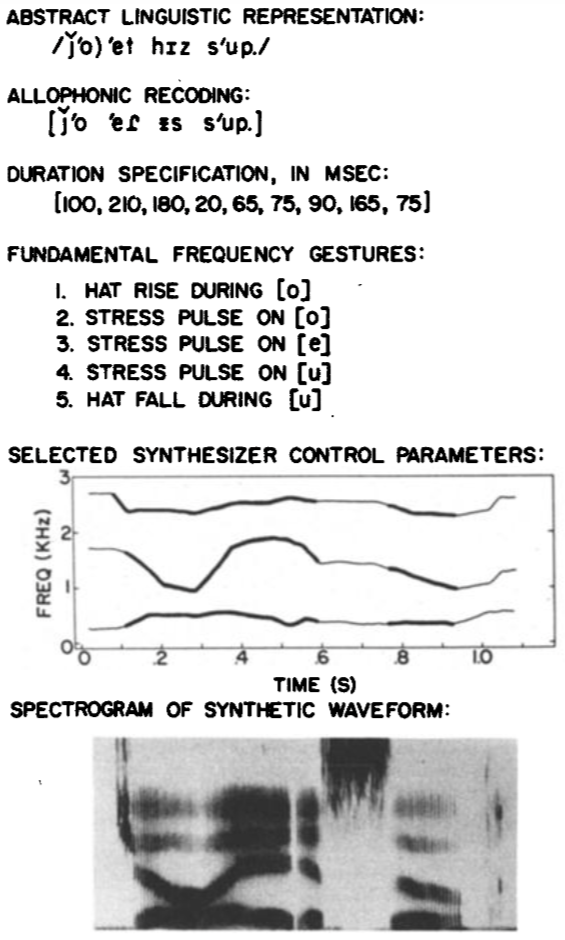 ABSTRACT LINGUISTIC REPRESENTATION:
/ǰ'o) 'et hɪz s'up./
ALLOPHONIC RECODING:
[ǰ'o 'eɾ ᵻs s'up.]
DURATION SPECIFICATION, IN MSEC:
[100, 210, 180, 20, 65, 75, 90, 165, 75]
FUNDAMENTAL FREQUENCY GESTURES:
1. HAT RISE DURING [o]
2. STRESS PULSE ON [o]
3. STRESS PULSE ON [e]
4. STRESS PULSE ON [u]
5. HAT FALL DURING [u]
SELECTED SYNTHESIZER CONTROL PARAMETERS:
3
2
1
0
FREQ (KHz)
0 .2 .4 .6 .8 1.0
TIME (S)
SPECTROGRAM OF SYNTHETIC WAVEFORM: